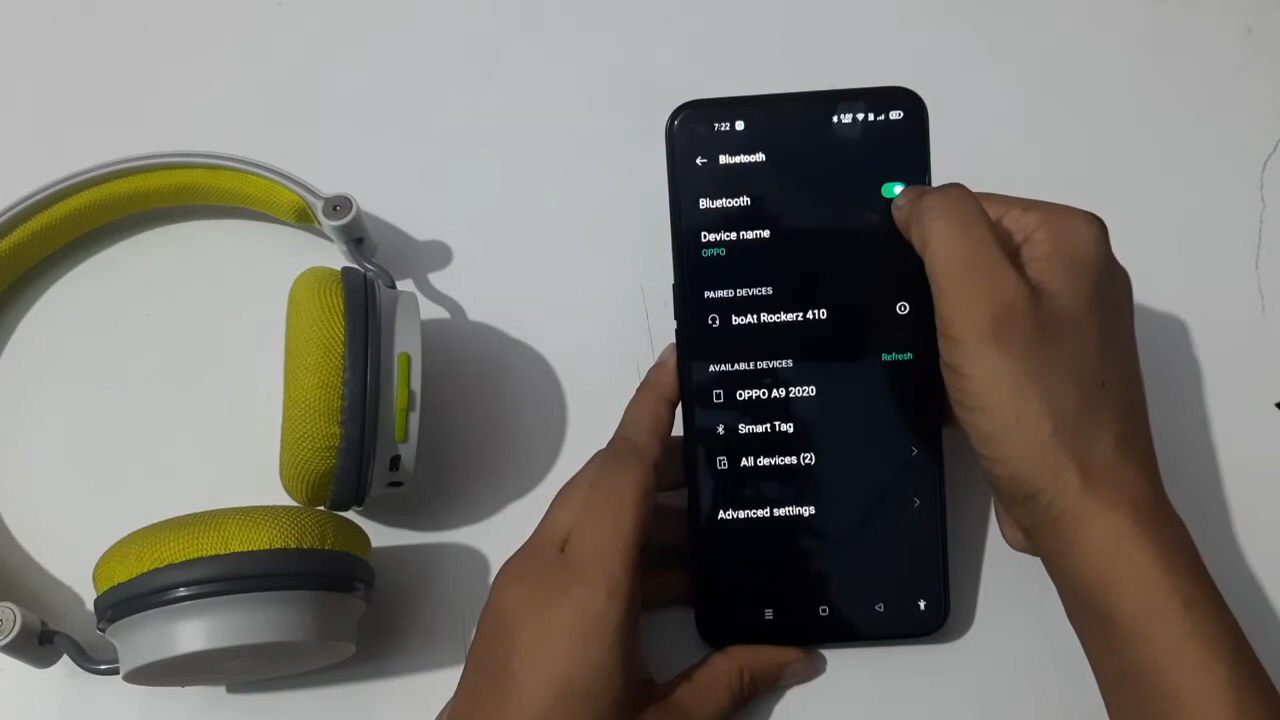 7:22
Bluetooth
Bluetooth
Device name
OPPO
PAIRED DEVICES
boAt Rockerz 410
AVAILABLE DEVICES Refresh
OPPO A9 2020
Smart Tag
All devices (2)
Advanced settings